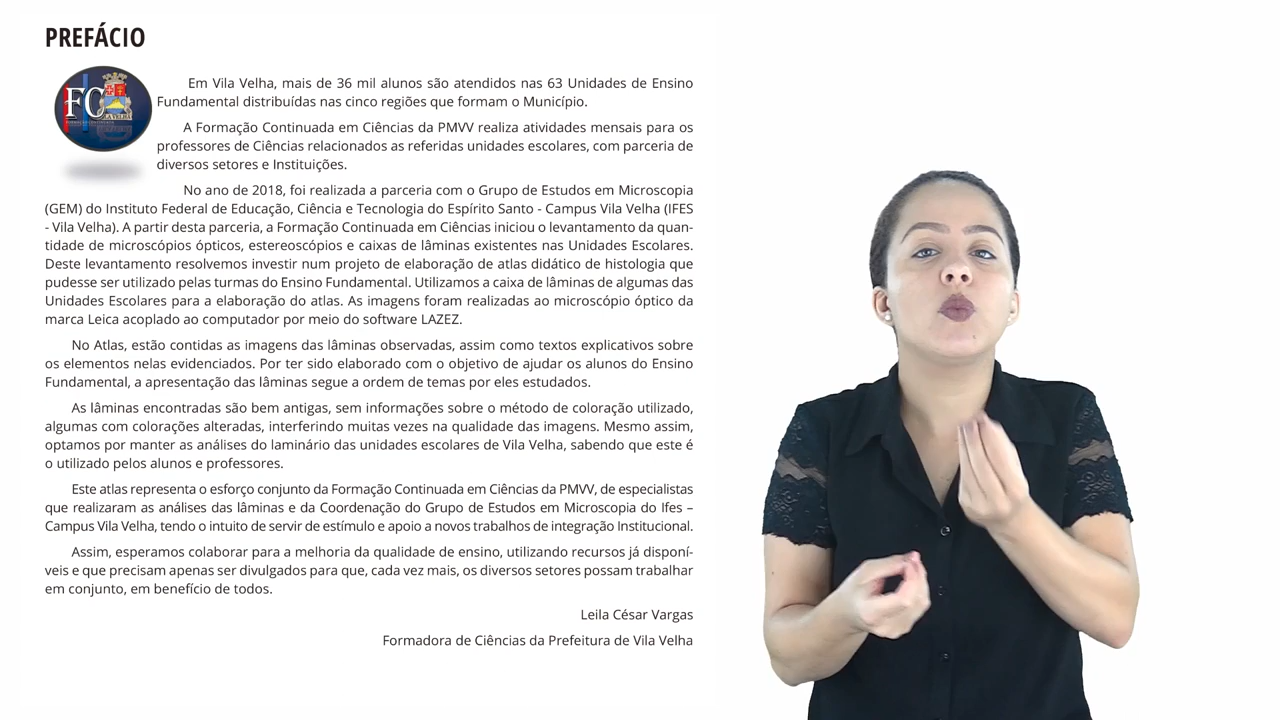 PREFÁCIO
FC
Em Vila Velha, mais de 36 mil alunos são atendidos nas 63 Unidades de Ensino
Fundamental distribuídas nas cinco regiões que formam o Município.
A Formação Continuada em Ciências da PMVV realiza atividades mensais para os
professores de Ciências relacionados as referidas unidades escolares, com parceria de
diversos setores e Instituições.
No ano de 2018, foi realizada a parceria com o Grupo de Estudos em Microscopia
(GEM) do Instituto Federal de Educação, Ciência e Tecnologia do Espírito Santo - Campus Vila Velha (IFES
- Vila Velha). A partir desta parceria, a Formação Continuada em Ciências iniciou o levantamento da quan-
tidade de microscópios ópticos, estereoscópios e caixas de lâminas existentes nas Unidades Escolares.
Deste levantamento resolvemos investir num projeto de elaboração de atlas didático de histologia que
pudesse ser utilizado pelas turmas do Ensino Fundamental. Utilizamos a caixa de lâminas de algumas das
Unidades Escolares para a elaboração do atlas. As imagens foram realizadas ao microscópio óptico da
marca Leica acoplado ao computador por meio do software LAZEZ.
No Atlas, estão contidas as imagens das lâminas observadas, assim como textos explicativos sobre
os elementos nelas evidenciados. Por ter sido elaborado com o objetivo de ajudar os alunos do Ensino
Fundamental, a apresentação das lâminas segue a ordem de temas por eles estudados.
As lâminas encontradas são bem antigas, sem informações sobre o método de coloração utilizado,
algumas com colorações alteradas, interferindo muitas vezes na qualidade das imagens. Mesmo assim,
optamos por manter as análises do laminário das unidades escolares de Vila Velha, sabendo que este é
o utilizado pelos alunos e professores.
Este atlas representa o esforço conjunto da Formação Continuada em Ciências da PMVV, de especialistas
que realizaram as análises das lâminas e da Coordenação do Grupo de Estudos em Microscopia do Ifes –
Campus Vila Velha, tendo o intuito de servir de estímulo e apoio a novos trabalhos de integração Institucional.
Assim, esperamos colaborar para a melhoria da qualidade de ensino, utilizando recursos já disponí-
veis e que precisam apenas ser divulgados para que, cada vez mais, os diversos setores possam trabalhar
em conjunto, em benefício de todos.
Leila César Vargas
Formadora de Ciências da Prefeitura de Vila Velha